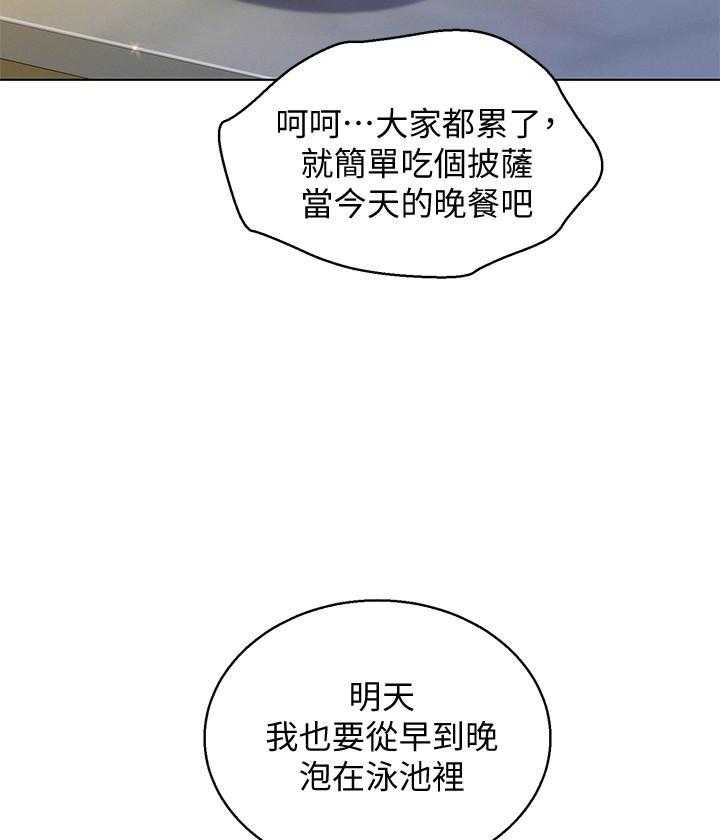 呵呵⋯大家都累了，
就簡單吃個披薩
當今天的晚餐吧
明天
我也要從早到晚
泡在泳池裡